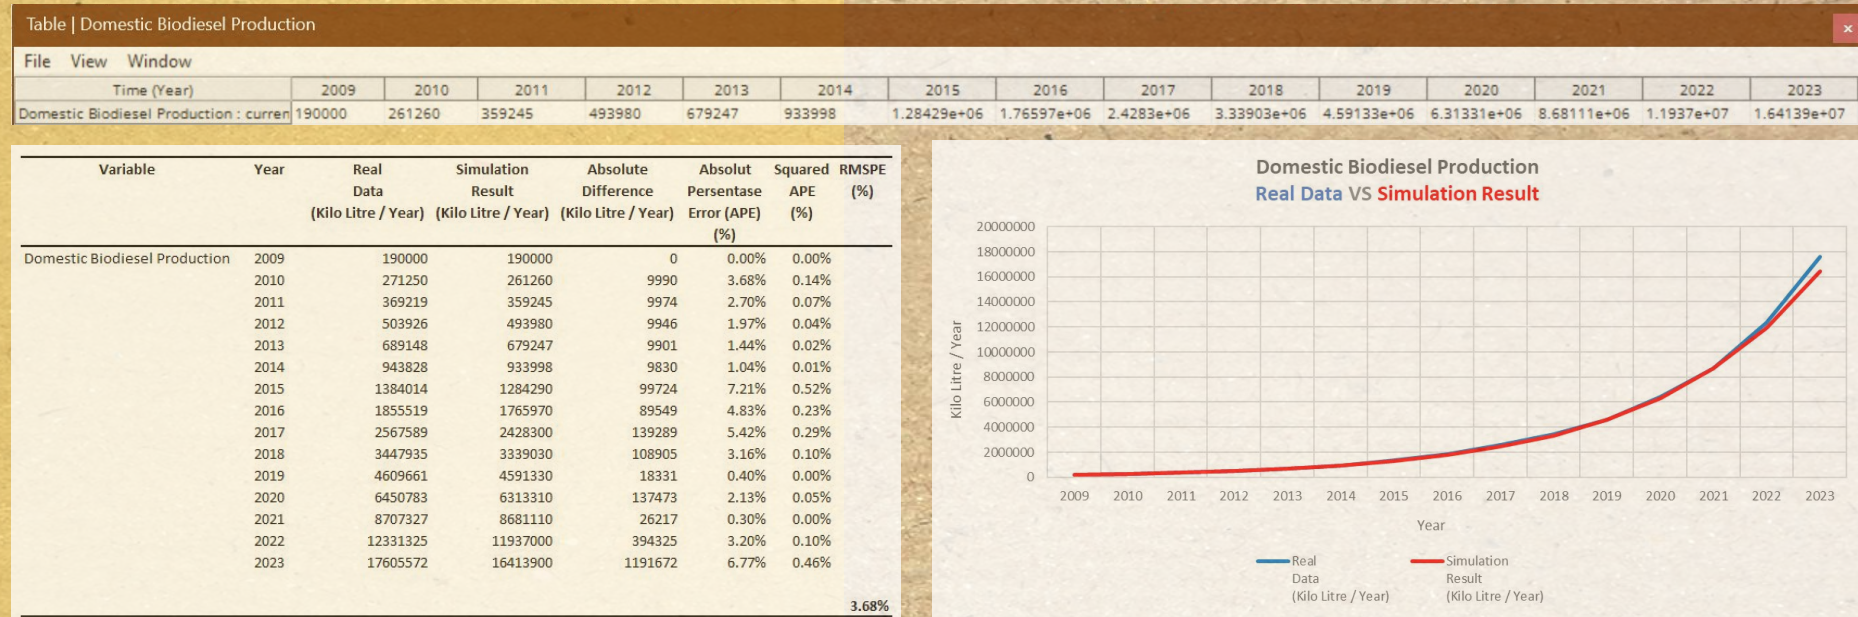 Table | Domestic Biodiesel Production
x
File View Window
Time (Year) 2009 2010 2011 2012 2013 2014 2015 2016 2017 2018 2019 2020 2021 2022 2023
Domestic Biodiesel Production : curren 190000 261260 359245 493980 679247 933998 1.28429e+06 1.76597e+06 2.4283e+06 3.33903e+06 4.59133e+06 6.31331e+06 8.68111e+06 1.1937e+07 1.64139e+07
Variable Year Real Simulation Absolute Absolut Squared RMSPE
Data Result Difference Persentase APE (%)
(Kilo Litre / Year) (Kilo Litre / Year) (Kilo Litre / Year) Error (APE) (%)
(%)
Domestic Biodiesel Production 2009 190000 190000 0 0.00% 0.00%
2010 271250 261260 9990 3.68% 0.14%
2011 369219 359245 9974 2.70% 0.07%
2012 503926 493980 9946 1.97% 0.04%
2013 689148 679247 9901 1.44% 0.02%
2014 943828 933998 9830 1.04% 0.01%
2015 1384014 1284290 99724 7.21% 0.52%
2016 1855519 1765970 89549 4.83% 0.23%
2017 2567589 2428300 139289 5.42% 0.29%
2018 3447935 3339030 108905 3.16% 0.10%
2019 4609661 4591330 18331 0.40% 0.00%
2020 6450783 6313310 137473 2.13% 0.05%
2021 8707327 8681110 26217 0.30% 0.00%
2022 12331325 11937000 394325 3.20% 0.10%
2023 17605572 16413900 1191672 6.77% 0.46%
3.68%
Domestic Biodiesel Production
Real Data VS Simulation Result
20000000
18000000
16000000
14000000
12000000
10000000
8000000
6000000
4000000
2000000
0
Kilo Litre / Year
2009 2010 2011 2012 2013 2014 2015 2016 2017 2018 2019 2020 2021 2022 2023
Year
Real Simulation
Data Result
(Kilo Litre / Year) (Kilo Litre / Year)